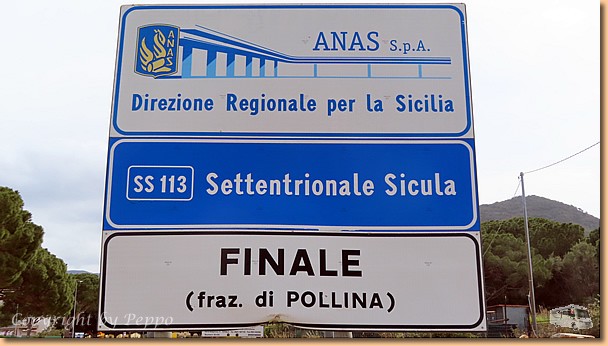 ANAS
ANAS S.p.A.
Direzione Regionale per la Sicilia
SS 113 Settentrionale Sicula
FINALE
(fraz. di POLLINA)
Copyright by Peppo